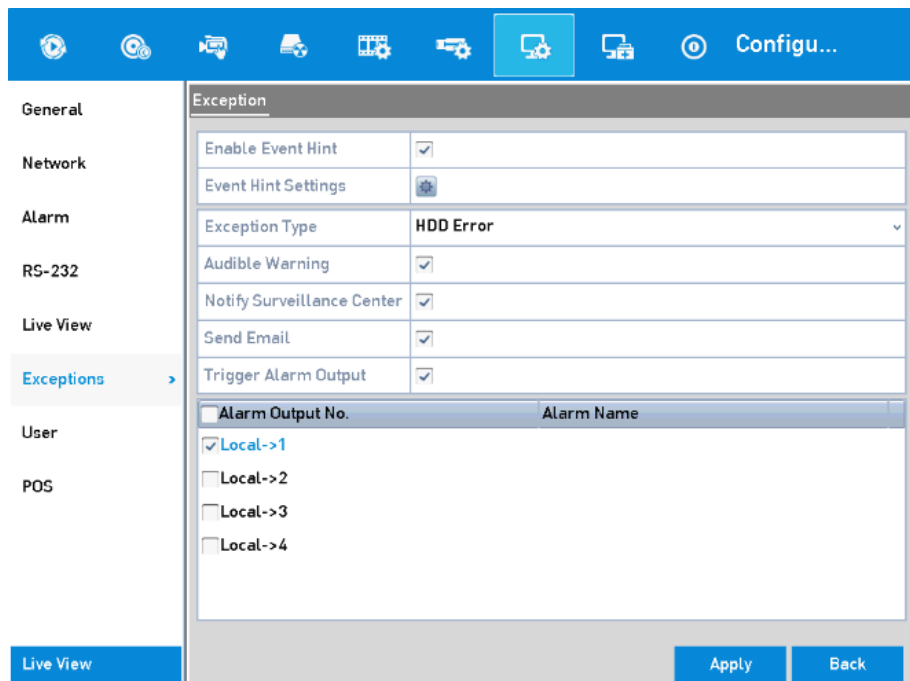 Configu...
General
Network
Alarm
RS-232
Live View
Exceptions
User
POS
Live View
Exception
Enable Event Hint
Event Hint Settings
Exception Type HDD Error
Audible Warning
Notify Surveillance Center
Send Email
Trigger Alarm Output
Alarm Output No. Alarm Name
Local->1
Local->2
Local->3
Local->4
Apply Back